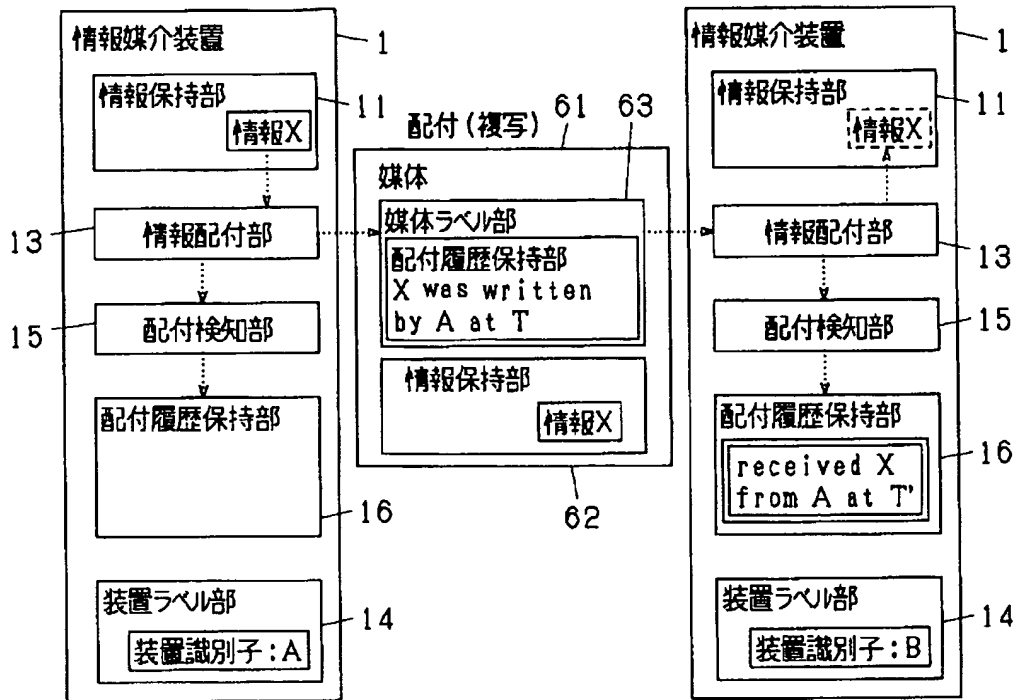 情報媒介装置
1
情報保持部
11
情報X
13
情報配付部
15
配付検知部
配付履歴保持部
16
装置ラベル部
14
装置識別子:A
配付(複写)
61
63
媒体
媒体ラベル部
配付履歴保持部
X was written
by A at T
情報保持部
情報X
62
情報媒介装置
1
情報保持部
11
情報X
情報配付部
13
配付検知部
15
配付履歴保持部
16
received X
from A at T'
装置ラベル部
14
装置識別子:B